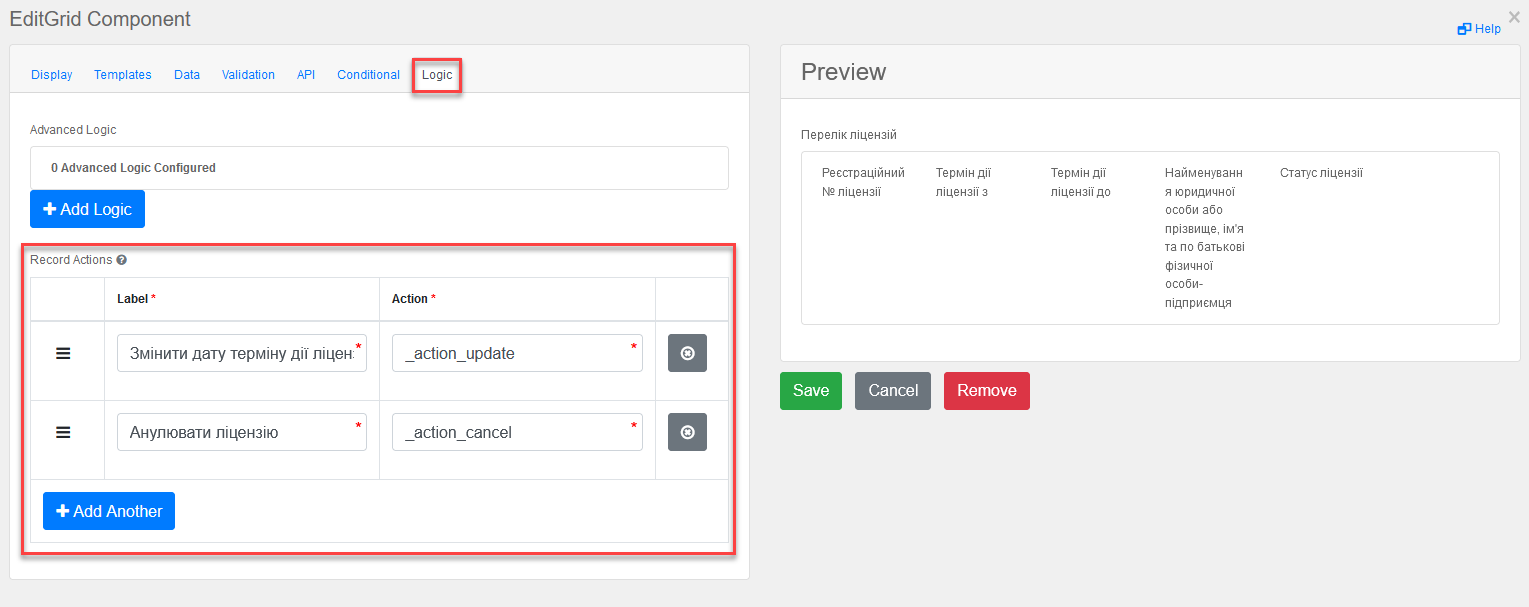 EditGrid Component
×
Help
Display Templates Data Validation API Conditional Logic
Advanced Logic
0 Advanced Logic Configured
Add Logic
Record Actions
Label * Action *
Змінити дату терміну дії ліцен * _action_update *
Анулювати ліцензію * _action_cancel *
Add Another
Preview
Перелік ліцензій
Реєстраційний
№ ліцензії
Термін дії
ліцензії з
Термін дії
ліцензії до
Найменуванн
я юридичної
особи або
прізвище, ім'я
та по батькові
фізичної
особи-
підприємця
Статус ліцензії
Save Cancel Remove